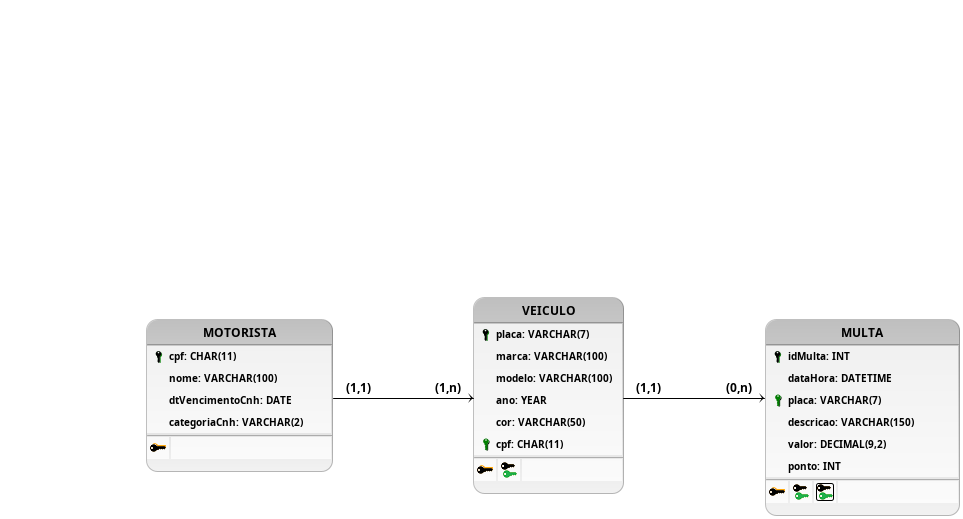 MOTORISTA
cpf: CHAR(11)
nome: VARCHAR(100)
dtVencimentoCnh: DATE
categoriaCnh: VARCHAR(2)
(1,1)
(1,n)
VEICULO
placa: VARCHAR(7)
marca: VARCHAR(100)
modelo: VARCHAR(100)
ano: YEAR
cor: VARCHAR(50)
cpf: CHAR(11)
(1,1)
(0,n)
MULTA
idMulta: INT
dataHora: DATETIME
placa: VARCHAR(7)
descricao: VARCHAR(150)
valor: DECIMAL(9,2)
ponto: INT